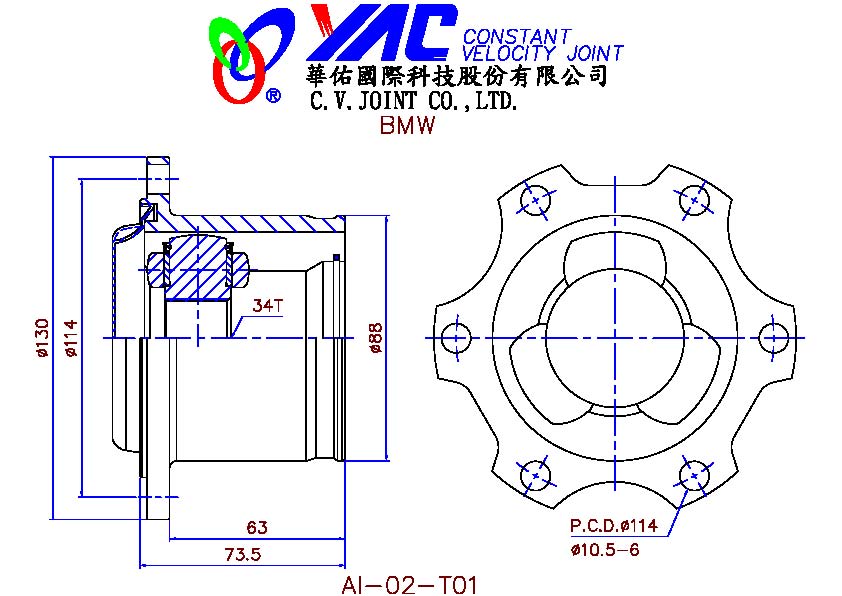 YAC CONSTANT
VELOCITY JOINT
華佑國際科技股份有限公司
®
C.V.JOINT CO.,LTD.
BMW
34T
ø130
ø114
ø88
63
73.5
P.C.D.ø114
ø10.5-6
AI-02-T01